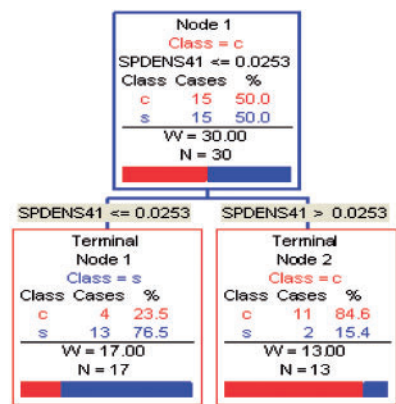 Node 1
Class = c
SPDENS41 <= 0.0253
Class Cases %
c 15 50.0
s 15 50.0
W = 30.00
N = 30
SPDENS41 <= 0.0253
SPDENS41 > 0.0253
Terminal
Node 1
Class = s
Class Cases %
c 4 23.5
s 13 76.5
W = 17.00
N = 17
Terminal
Node 2
Class = c
Class Cases %
c 11 84.6
s 2 15.4
W = 13.00
N = 13